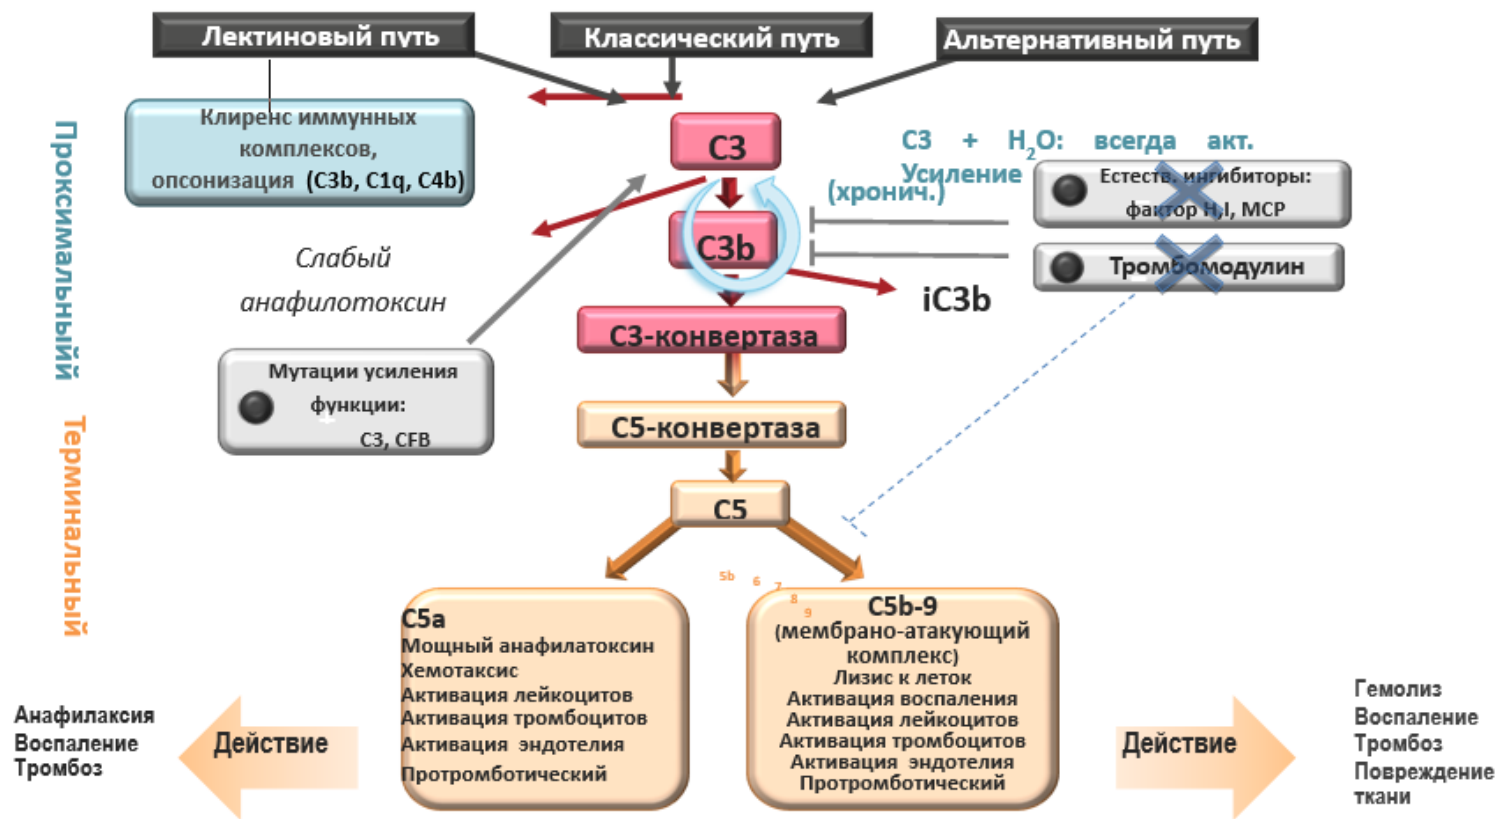 Лектиновый путь
Классический путь
Альтернативный путь
Клиренс иммунных
комплексов,
опсонизация (C3b, C1q, C4b)
Проксимальныйй
C3
C3 + H2O: всегда акт.
Усиление
(хронич.)
Естеств. ингибиторы:
фактор H,I, MCP
Тромбомодулин
C3b
iC3b
Слабый
анафилотоксин
C3-конвертаза
Мутации усиления
функции:
C3, CFB
Терминальный
C5-конвертаза
C5
5b 6 7 8 9
C5a
Мощный анафилатоксин
Хемотаксис
Активация лейкоцитов
Активация тромбоцитов
Активация эндотелия
Протромботический
C5b-9
(мембрано-атакующий
комплекс)
Лизис к леток
Активация воспаления
Активация лейкоцитов
Активация тромбоцитов
Активация эндотелия
Протромботический
Анафилаксия
Воспаление
Тромбоз
Действие
Действие
Гемолиз
Воспаление
Тромбоз
Повреждение
ткани